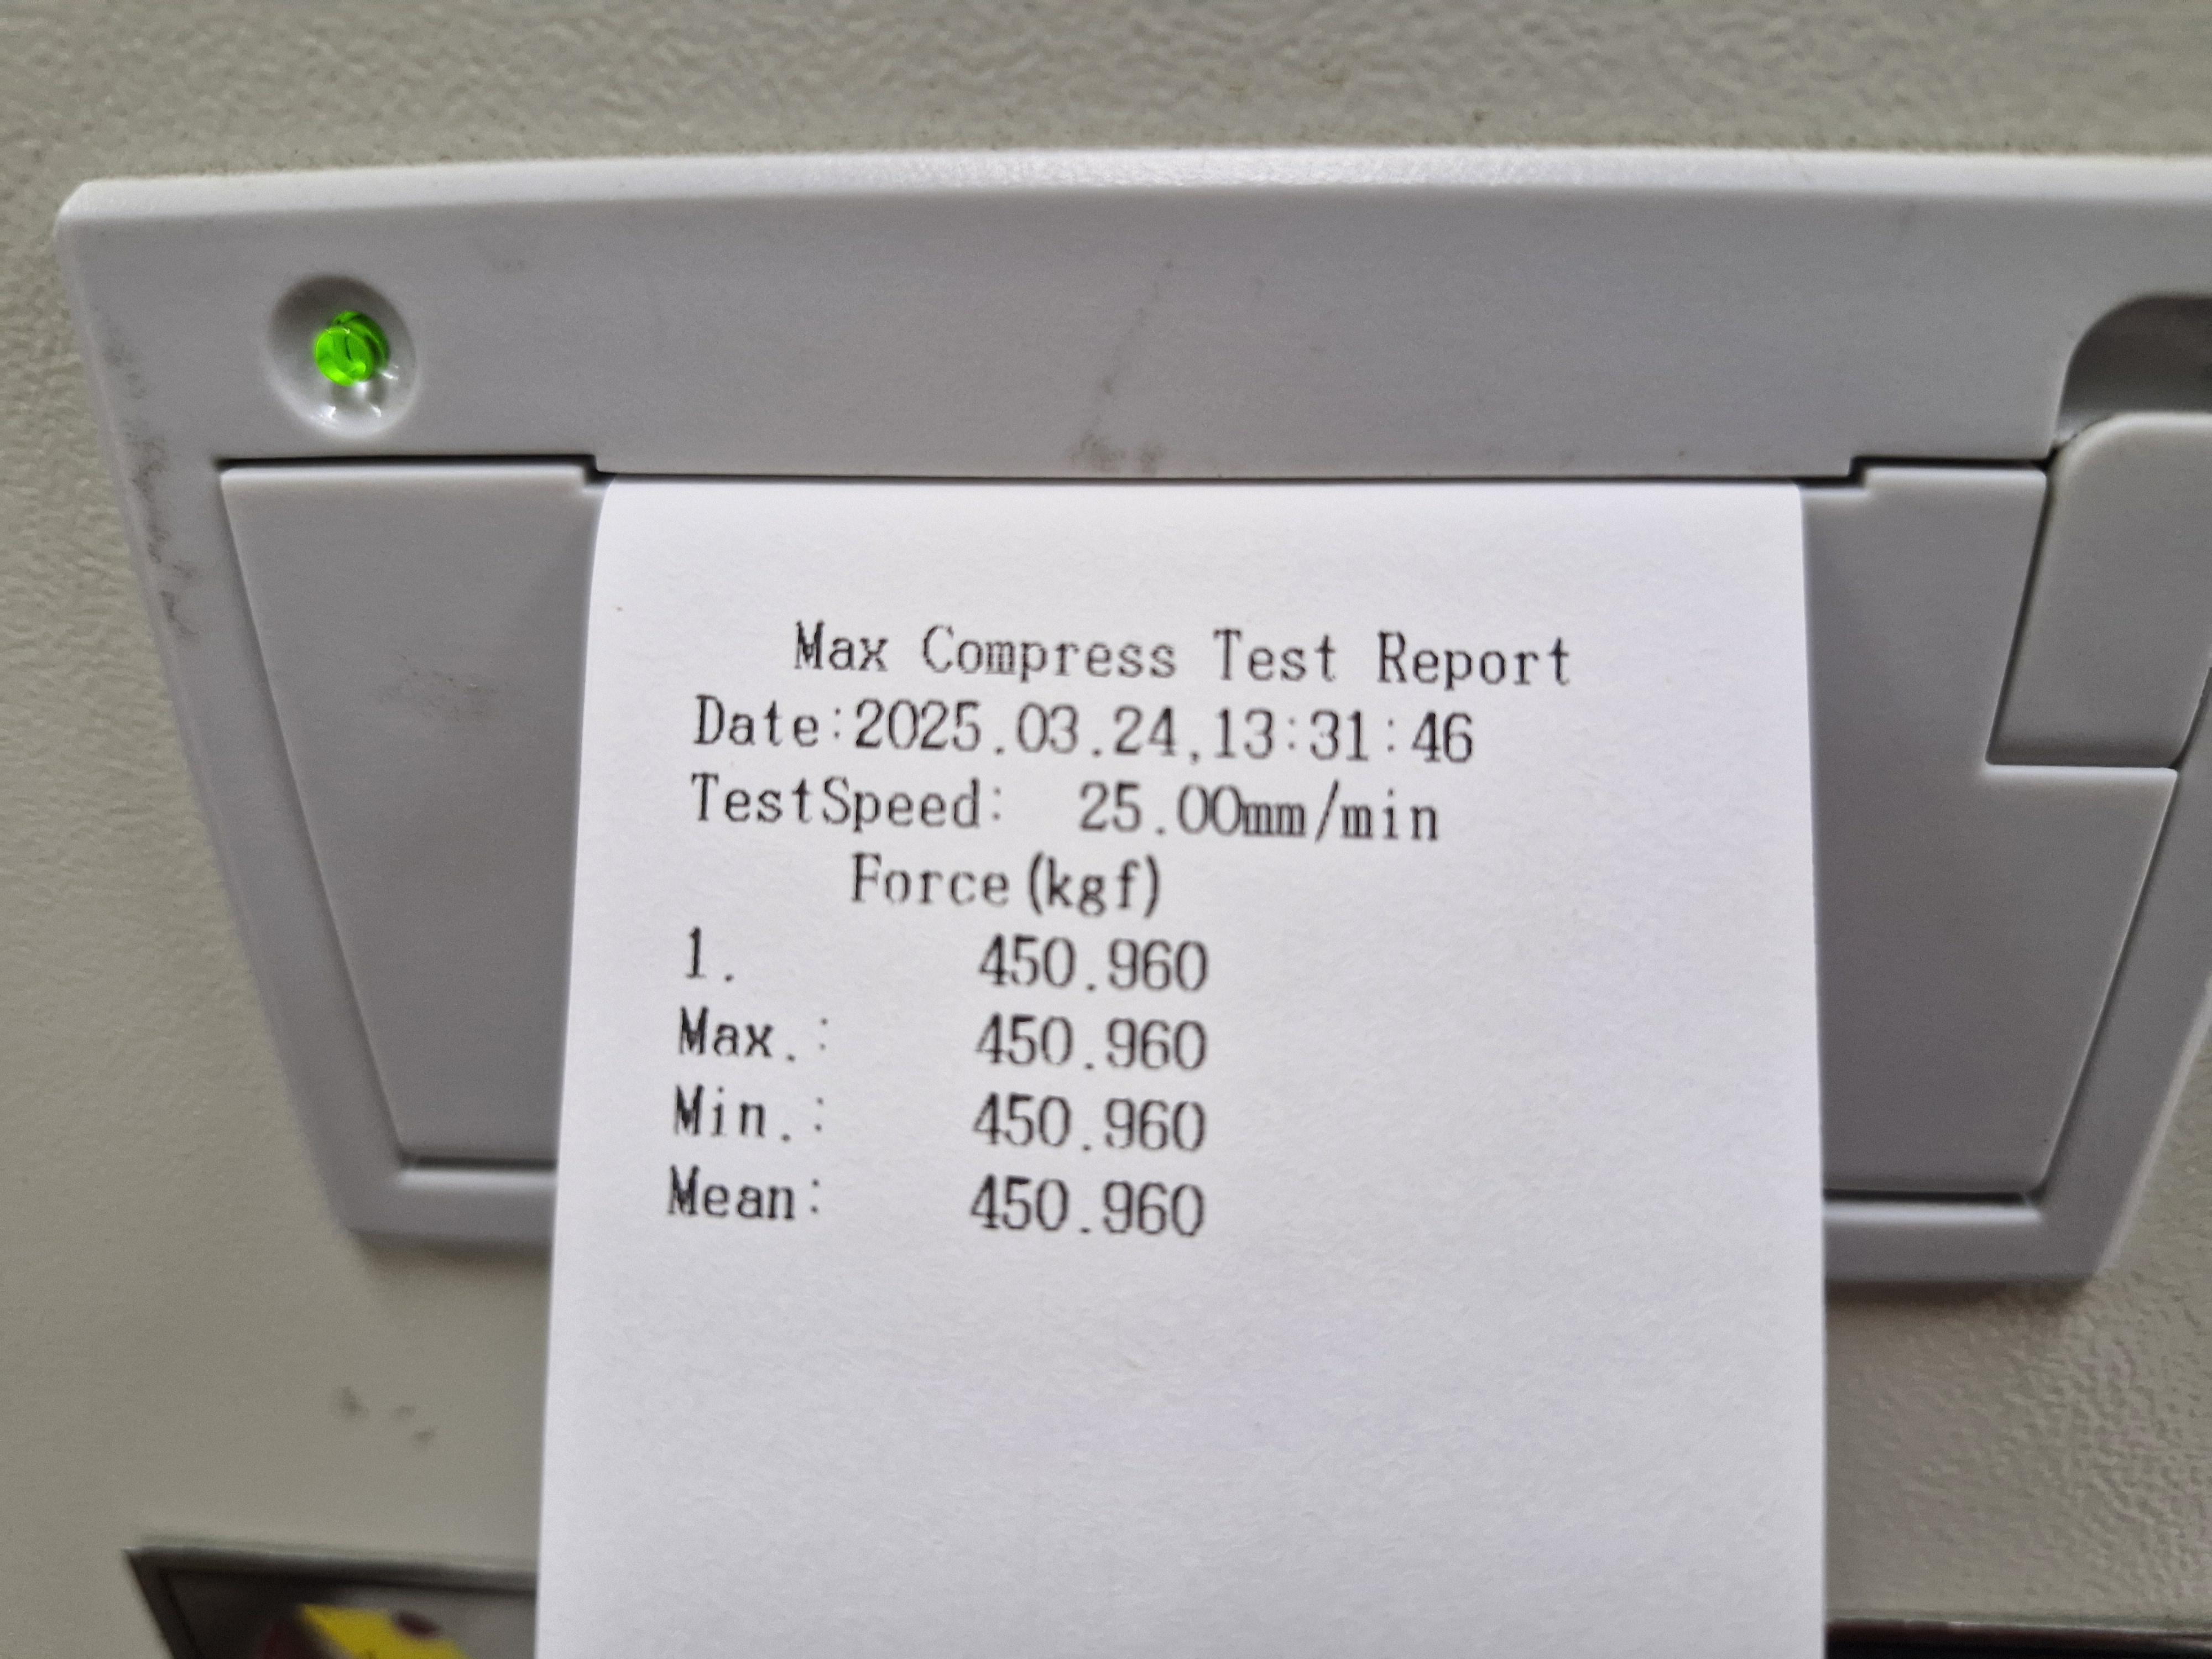 Max Compress Test Report
Date:2025.03.24,13:31:46
TestSpeed: 25.00mm/min
Force(kgf)
1. 450.960
Max.: 450.960
Min.: 450.960
Mean: 450.960